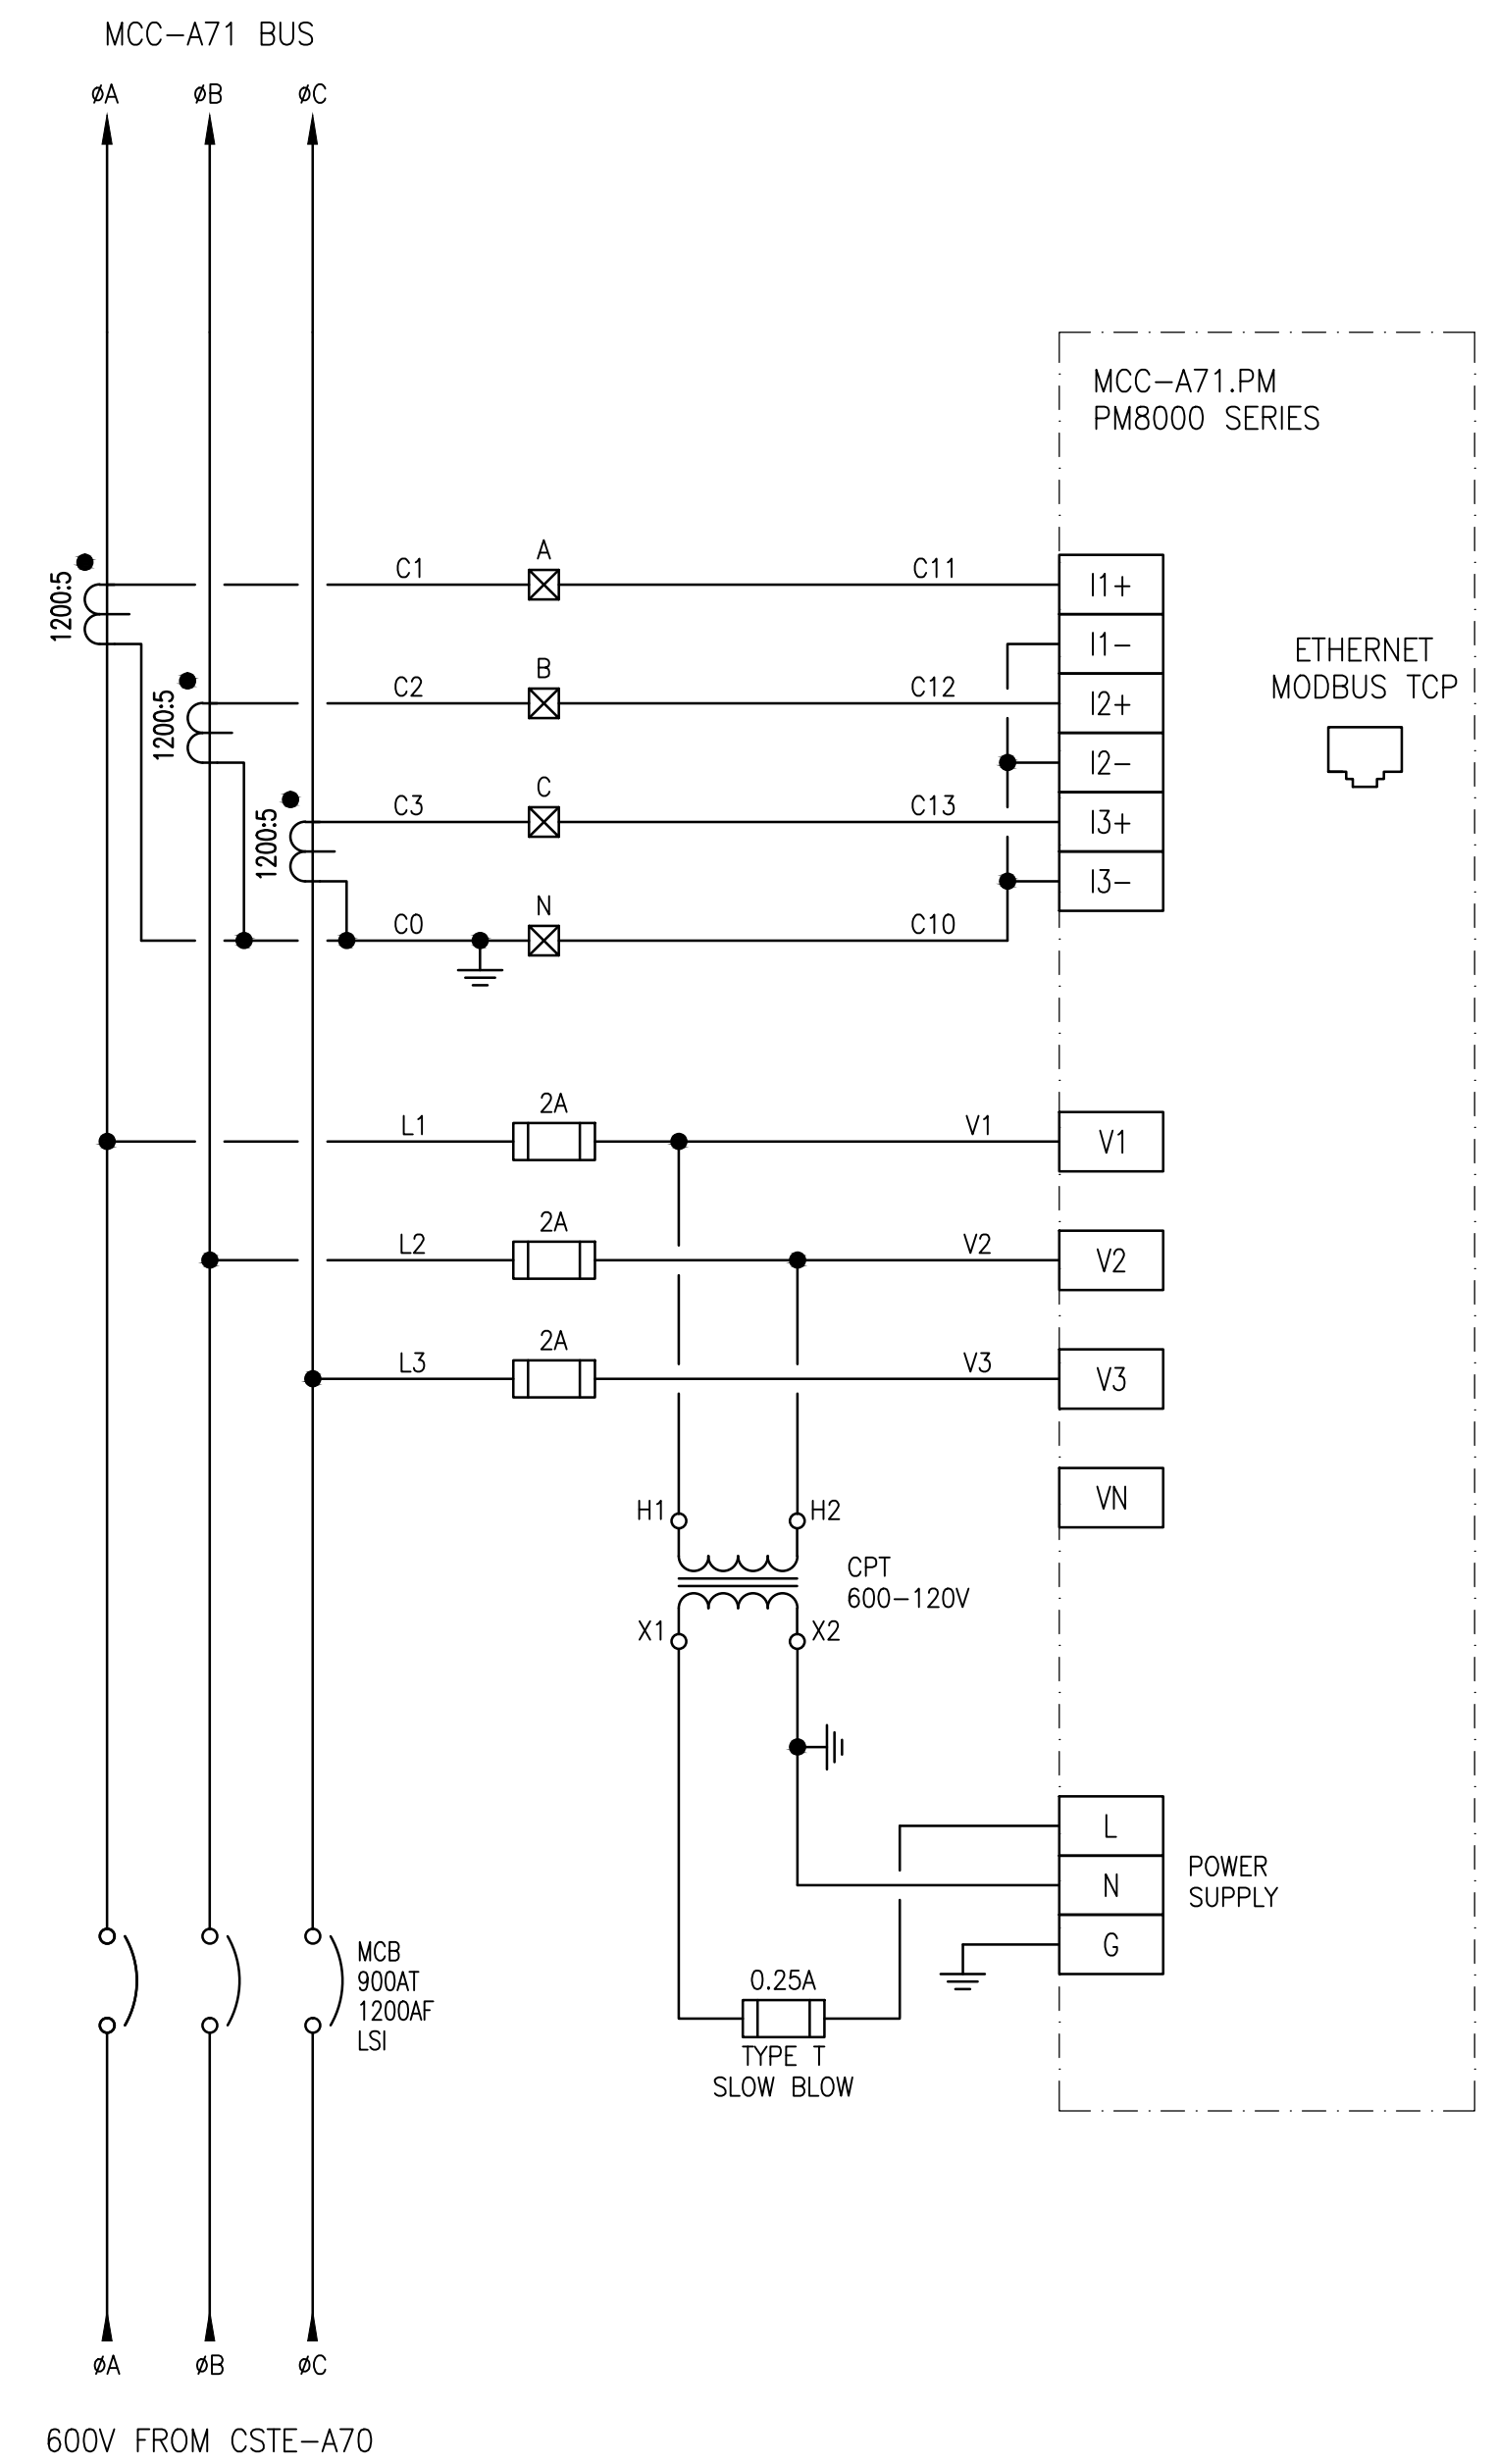 MCC-A71 BUS
øA
øB
øC
MCC-A71.PM
PM8000 SERIES
1200:5
C1
A
C11
I1+
I1-
ETHERNET
MODBUS TCP
1200:5
C2
B
C12
I2+
I2-
1200:5
C3
C
C13
I3+
I3-
C0
N
C10
L1
2A
V1
V1
L2
2A
V2
V2
L3
2A
V3
V3
VN
H1
H2
CPT
600-120V
X1
X2
L
N
G
POWER
SUPPLY
MCB
900AT
1200AF
LSI
0.25A
TYPE T
SLOW BLOW
øA
øB
øC
600V FROM CSTE-A70